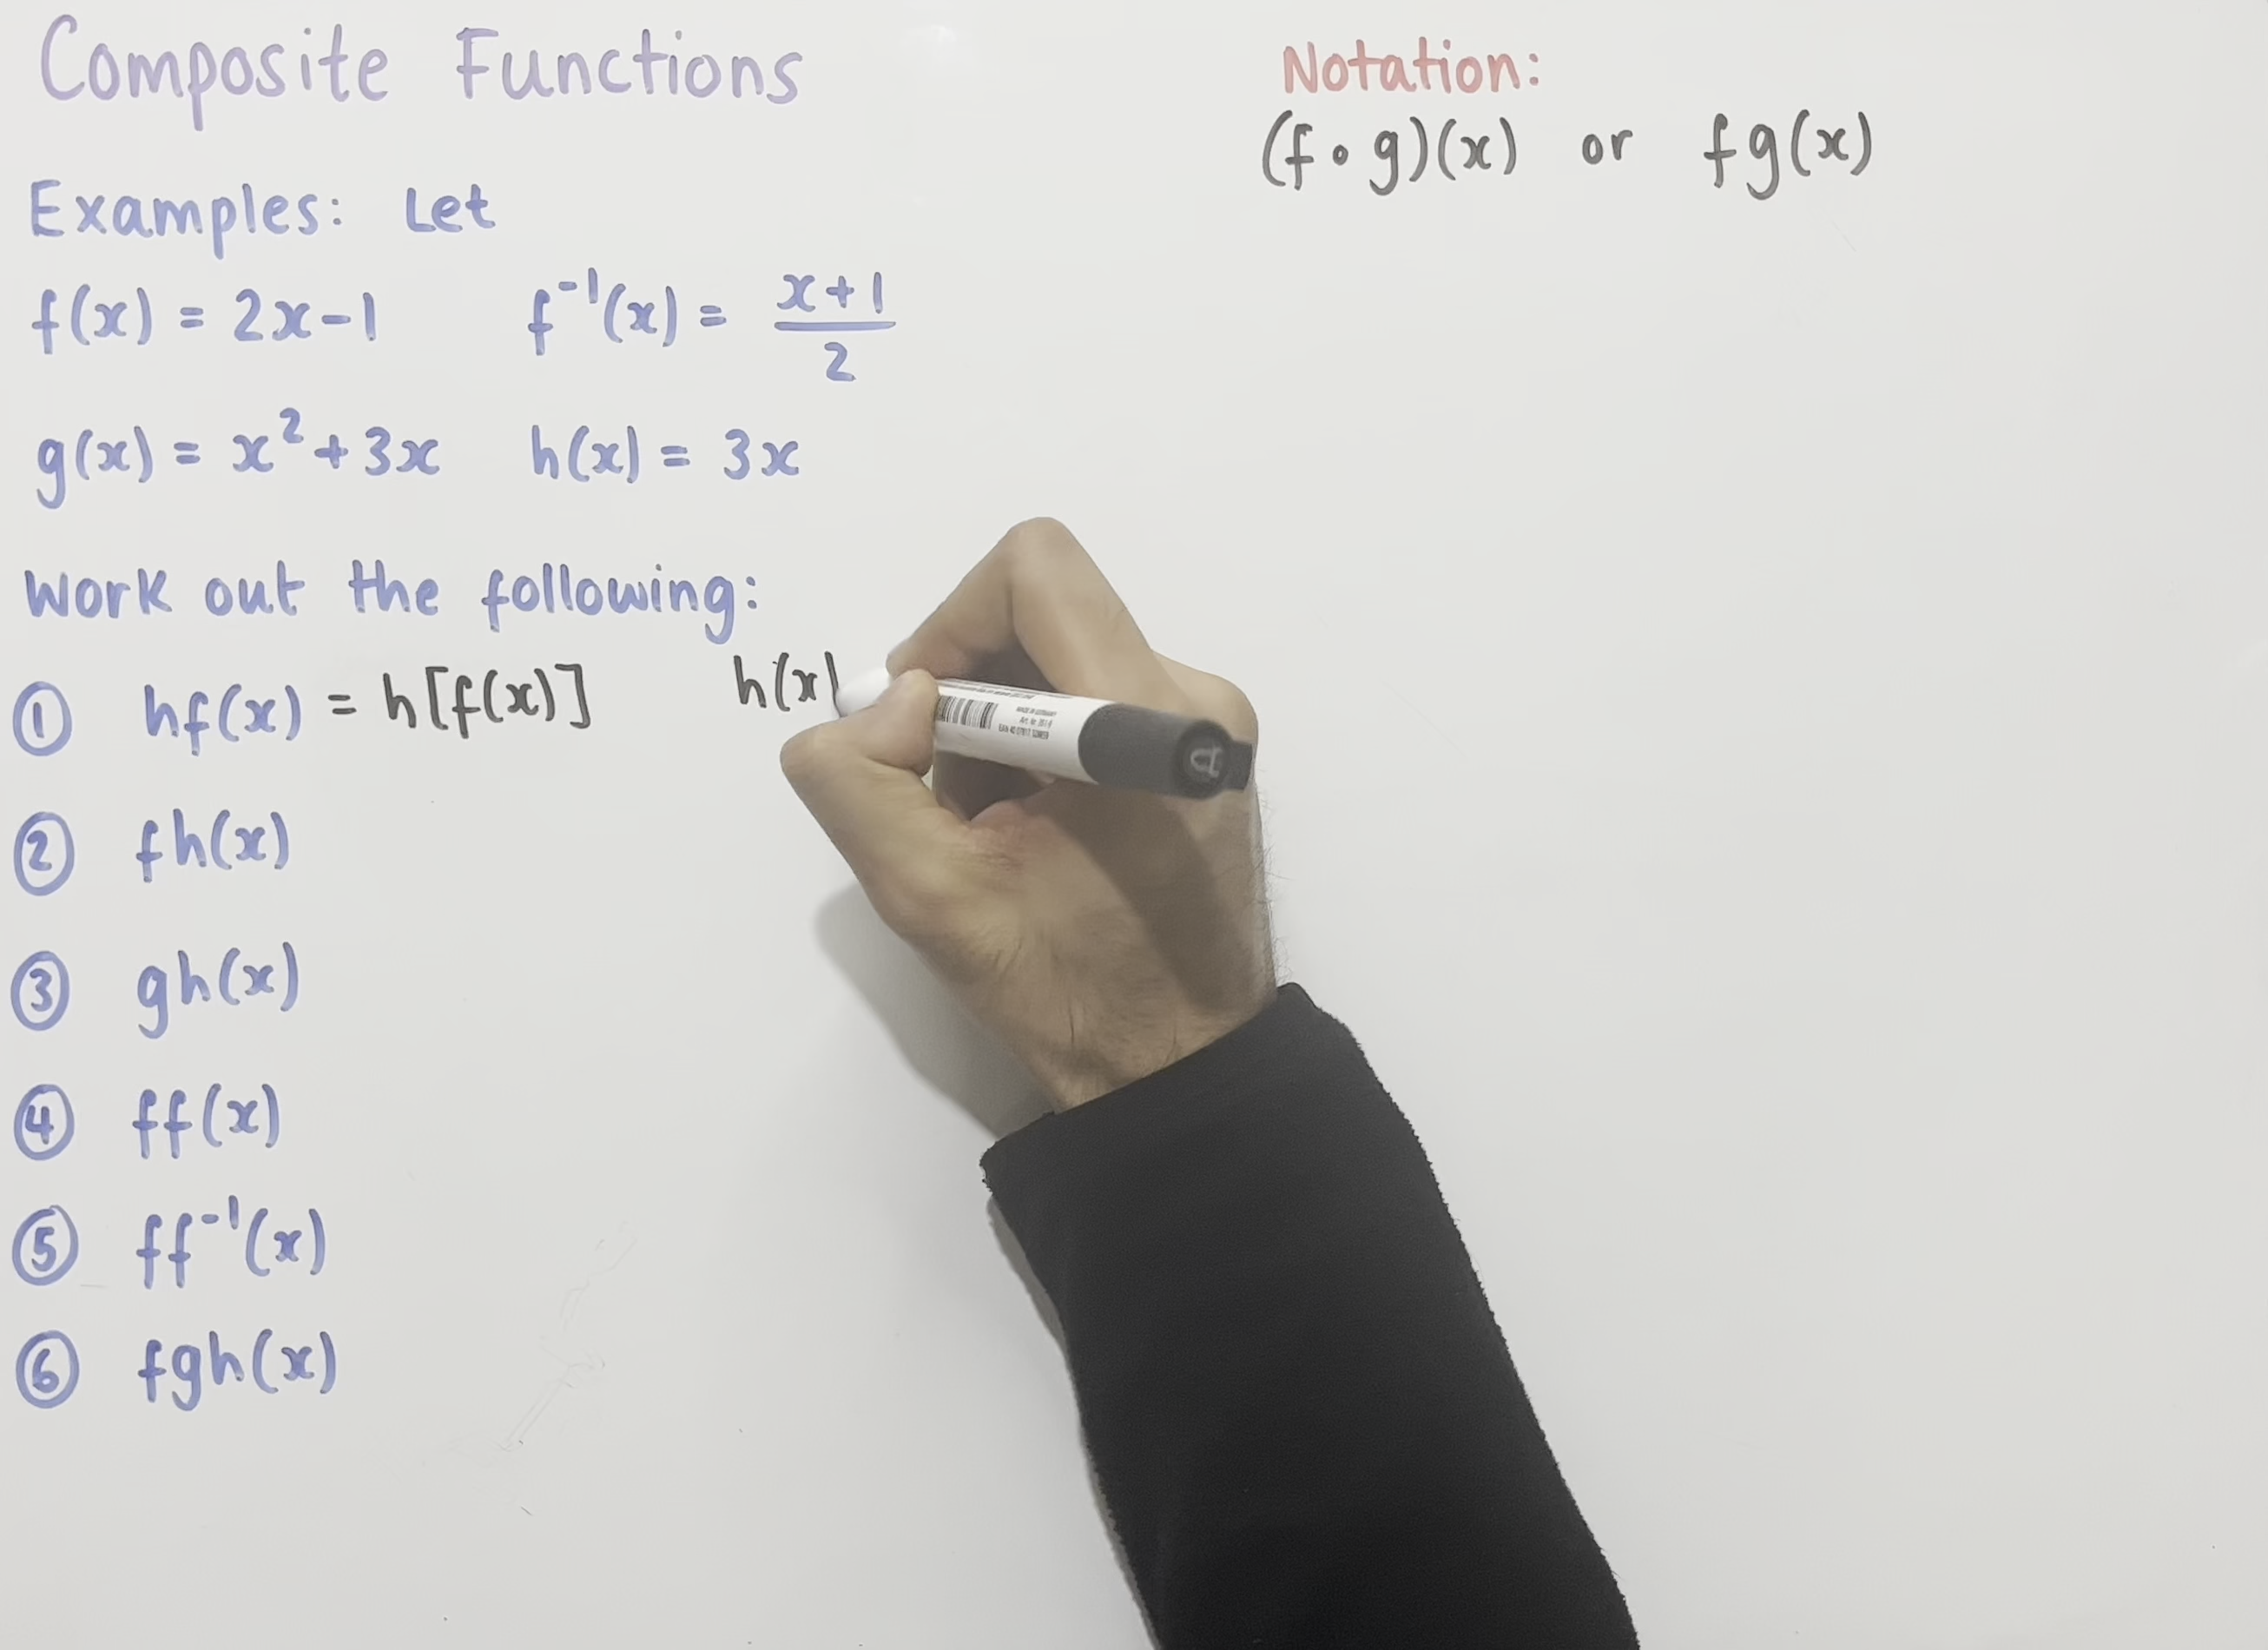 Composite Functions
Notation:
(f∘g)(x) or fg(x)
Examples: Let
f(x) = 2x-1 f⁻¹(x) = (x+1)/2
g(x) = x²+3x h(x) = 3x
Work out the following:
① hf(x) = h[f(x)] h(x)
② fh(x)
③ gh(x)
④ ff(x)
⑤ ff⁻¹(x)
⑥ fgh(x)